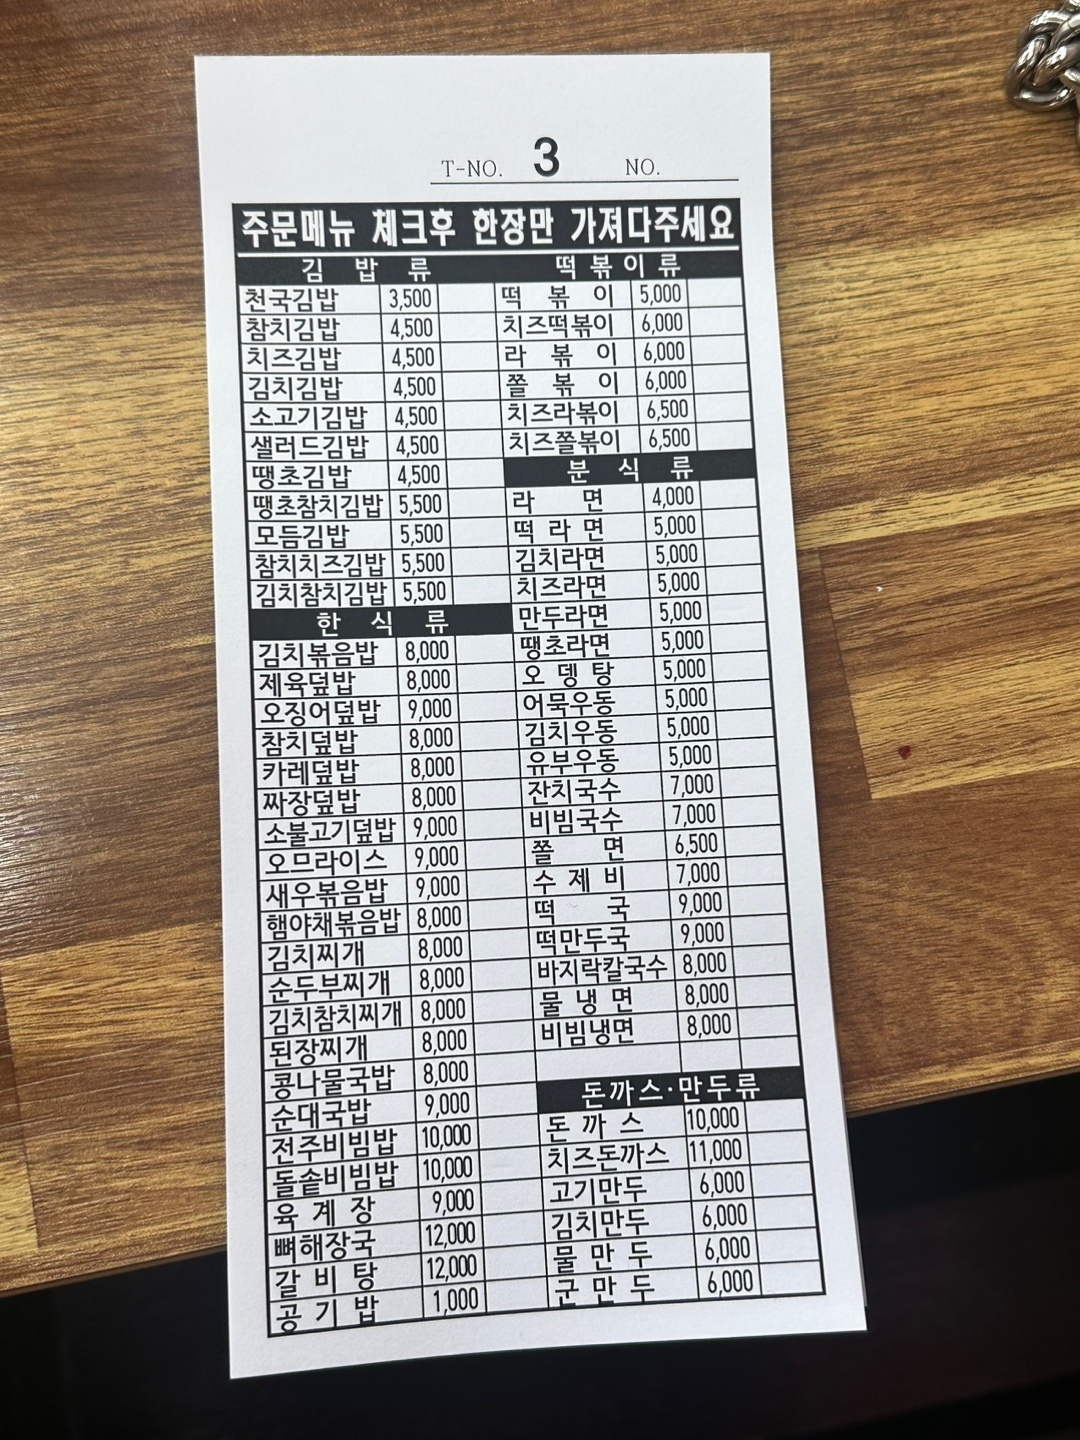 T-NO. 3 NO.
주문메뉴 체크후 한장만 가져다주세요
김 밥 류
천국김밥 3,500
참치김밥 4,500
치즈김밥 4,500
김치김밥 4,500
소고기김밥 4,500
샐러드김밥 4,500
땡초김밥 4,500
땡초참치김밥 5,500
모듬김밥 5,500
참치치즈김밥 5,500
김치참치김밥 5,500
한 식 류
김치볶음밥 8,000
제육덮밥 8,000
오징어덮밥 9,000
참치덮밥 8,000
카레덮밥 8,000
짜장덮밥 8,000
소불고기덮밥 9,000
오므라이스 9,000
새우볶음밥 9,000
햄야채볶음밥 8,000
김치찌개 8,000
순두부찌개 8,000
김치참치찌개 8,000
된장찌개 8,000
콩나물국밥 8,000
순대국밥 9,000
전주비빔밥 10,000
돌솥비빔밥 10,000
육 계 장 9,000
뼈해장국 12,000
갈 비 탕 12,000
공 기 밥 1,000
떡 볶 이 류
떡 볶 이 5,000
치즈떡볶이 6,000
라 볶 이 6,000
쫄 볶 이 6,000
치즈라볶이 6,500
치즈쫄볶이 6,500
분 식 류
라 면 4,000
떡 라 면 5,000
김치라면 5,000
치즈라면 5,000
만두라면 5,000
땡초라면 5,000
오 뎅 탕 5,000
어묵우동 5,000
김치우동 5,000
유부우동 5,000
잔치국수 7,000
비빔국수 7,000
쫄 면 6,500
수 제 비 7,000
떡 국 9,000
떡만두국 9,000
바지락칼국수 8,000
물 냉 면 8,000
비빔냉면 8,000
돈까스·만두류
돈 까 스 10,000
치즈돈까스 11,000
고기만두 6,000
김치만두 6,000
물 만 두 6,000
군 만 두 6,000